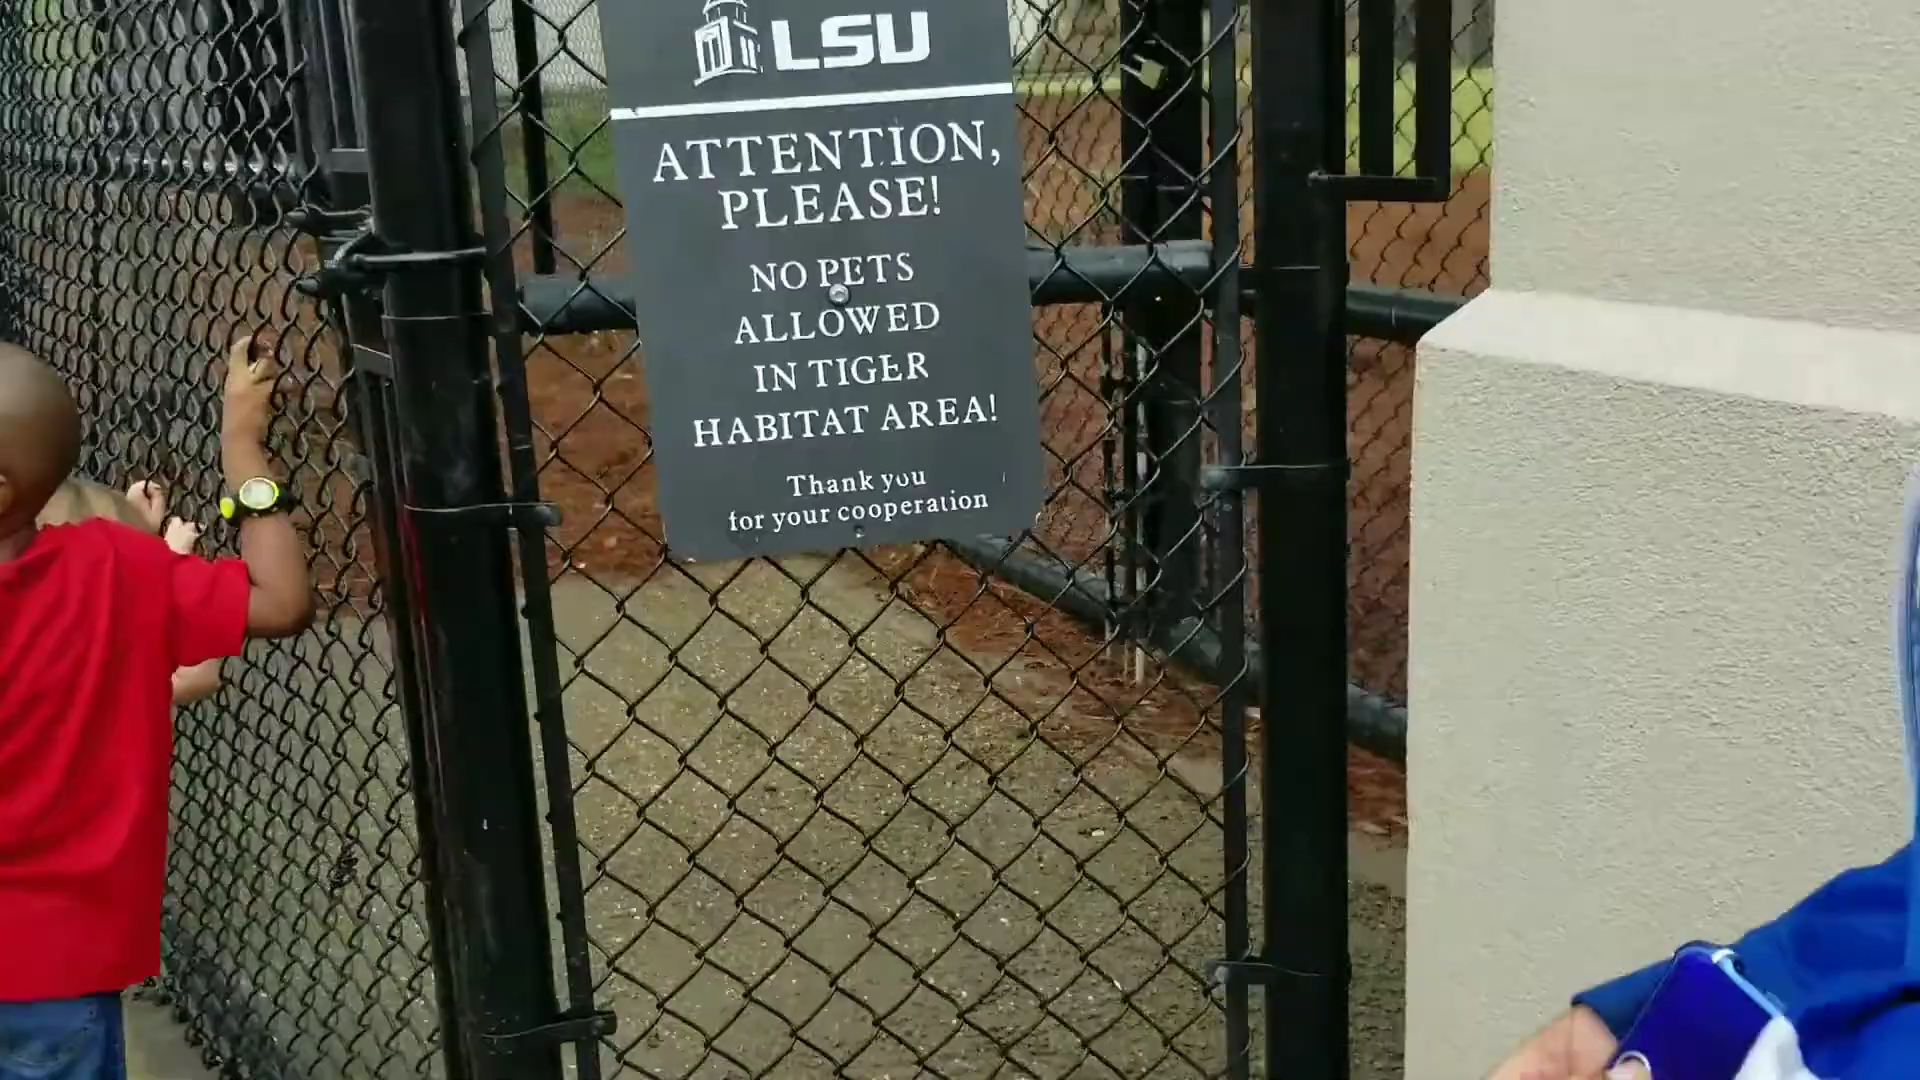 LSU
ATTENTION,
PLEASE!
NO PETS
ALLOWED
IN TIGER
HABITAT AREA!
Thank you
for your cooperation